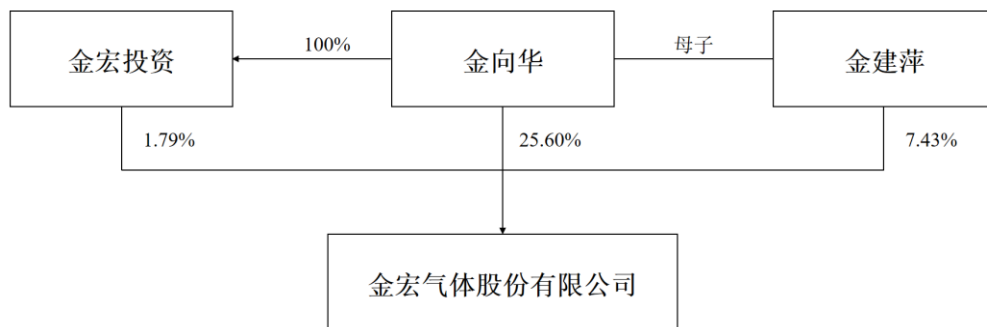 金宏投资
100%
金向华
母子
金建萍
1.79%
25.60%
7.43%
金宏气体股份有限公司